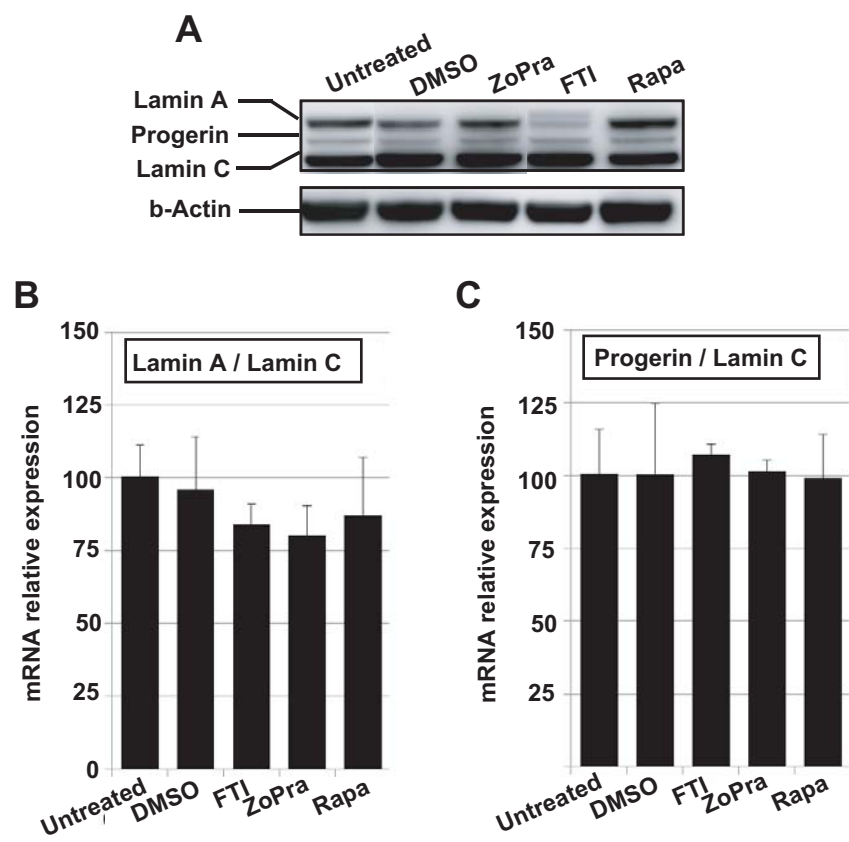 A
Untreated DMSO ZoPra FTI Rapa
Lamin A
Progerin
Lamin C
b-Actin
B
150
125
100
75
50
25
0
mRNA relative expression
Lamin A / Lamin C
Untreated DMSO FTI ZoPra Rapa
C
150
125
100
75
50
25
mRNA relative expression
Progerin / Lamin C
Untreated DMSO FTI ZoPra Rapa